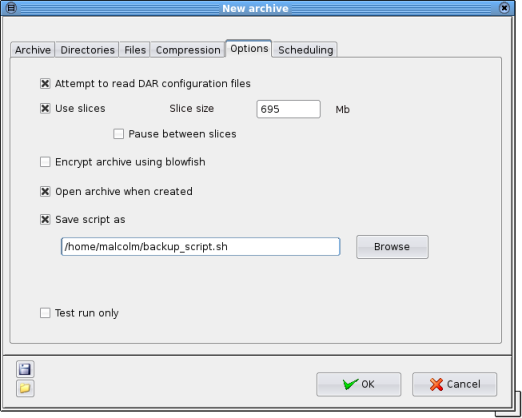 New archive
Archive Directories Files Compression Options Scheduling
Attempt to read DAR configuration files
Use slices Slice size 695 Mb
Pause between slices
Encrypt archive using blowfish
Open archive when created
Save script as
/home/malcolm/backup_script.sh Browse
Test run only
OK Cancel